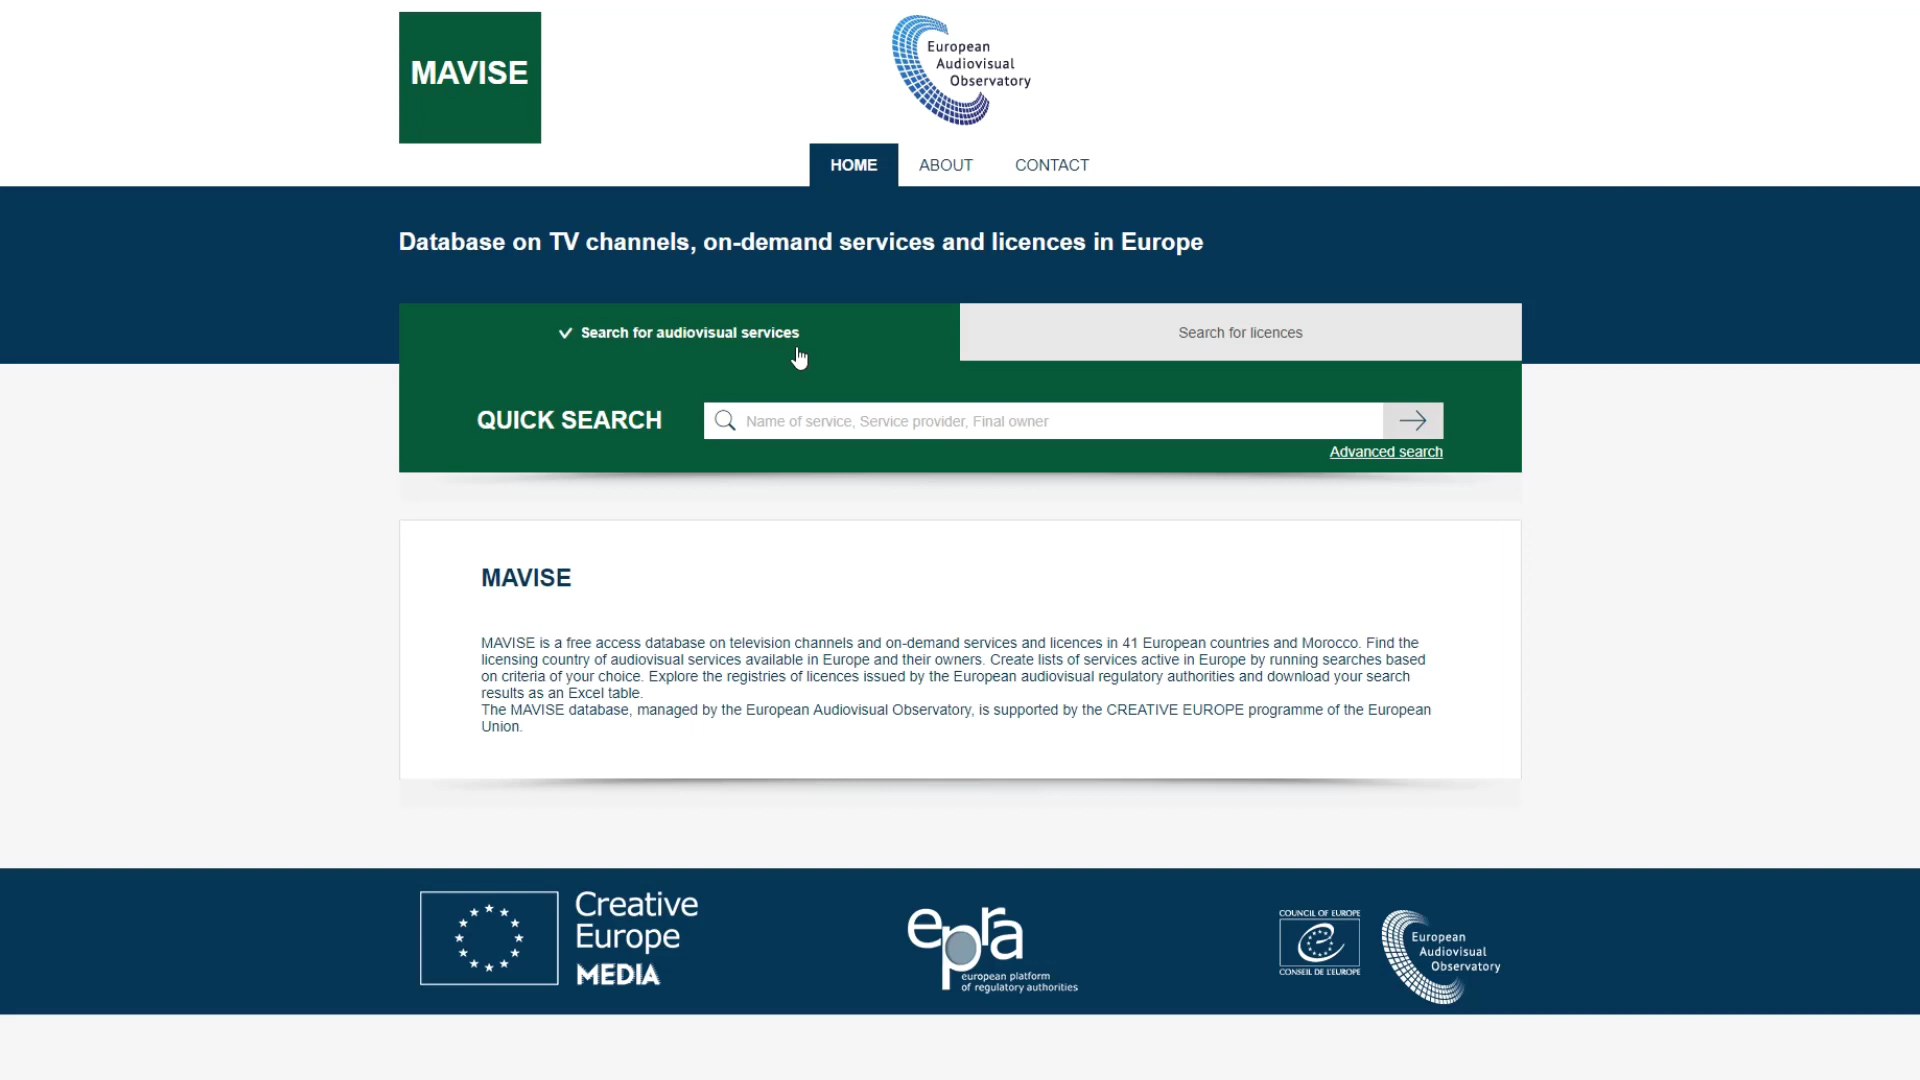 MAVISE
European
Audiovisual
Observatory
HOME ABOUT CONTACT
Database on TV channels, on-demand services and licences in Europe
Search for audiovisual services
Search for licences
QUICK SEARCH
Name of service, Service provider, Final owner
Advanced search
MAVISE
MAVISE is a free access database on television channels and on-demand services and licences in 41 European countries and Morocco. Find the
licensing country of audiovisual services available in Europe and their owners. Create lists of services active in Europe by running searches based
on criteria of your choice. Explore the registries of licences issued by the European audiovisual regulatory authorities and download your search
results as an Excel table.
The MAVISE database, managed by the European Audiovisual Observatory, is supported by the CREATIVE EUROPE programme of the European
Union.
Creative
Europe
MEDIA
epra
european platform
of regulatory authorities
COUNCIL OF EUROPE
CONSEIL DE L'EUROPE
European
Audiovisual
Observatory